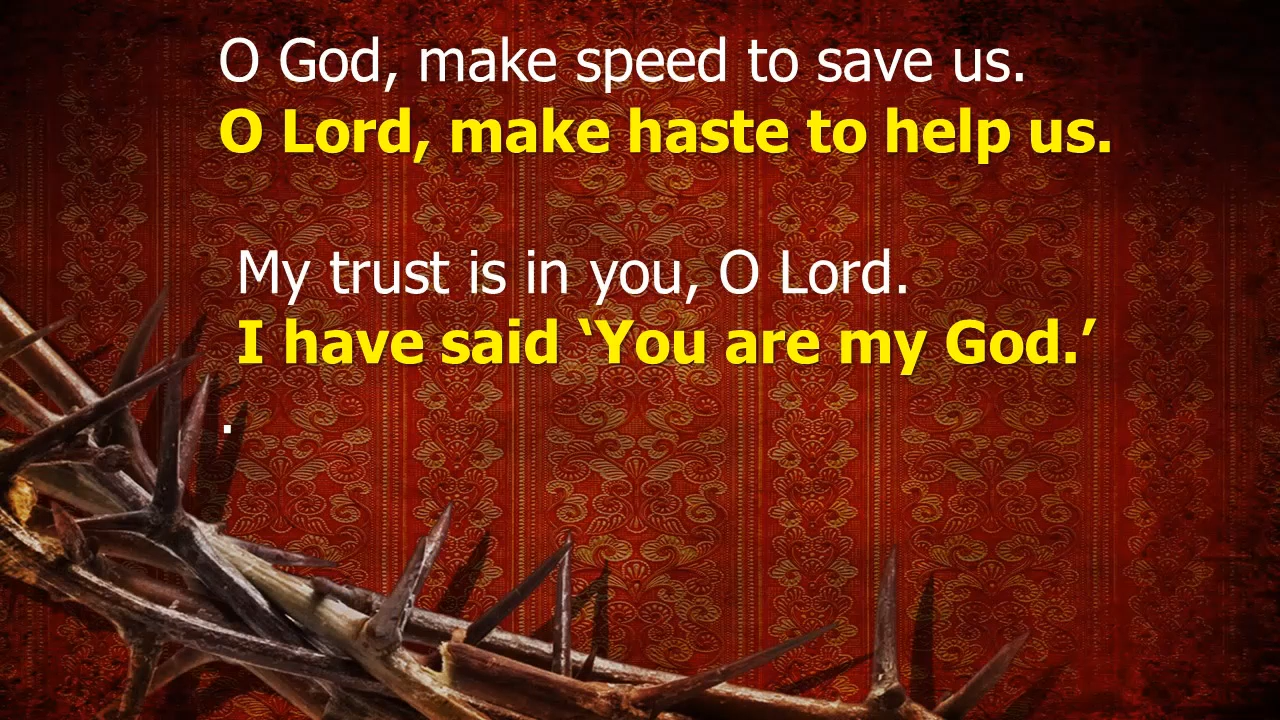 O God, make speed to save us.
O Lord, make haste to help us.
My trust is in you, O Lord.
I have said ‘You are my God.’
.